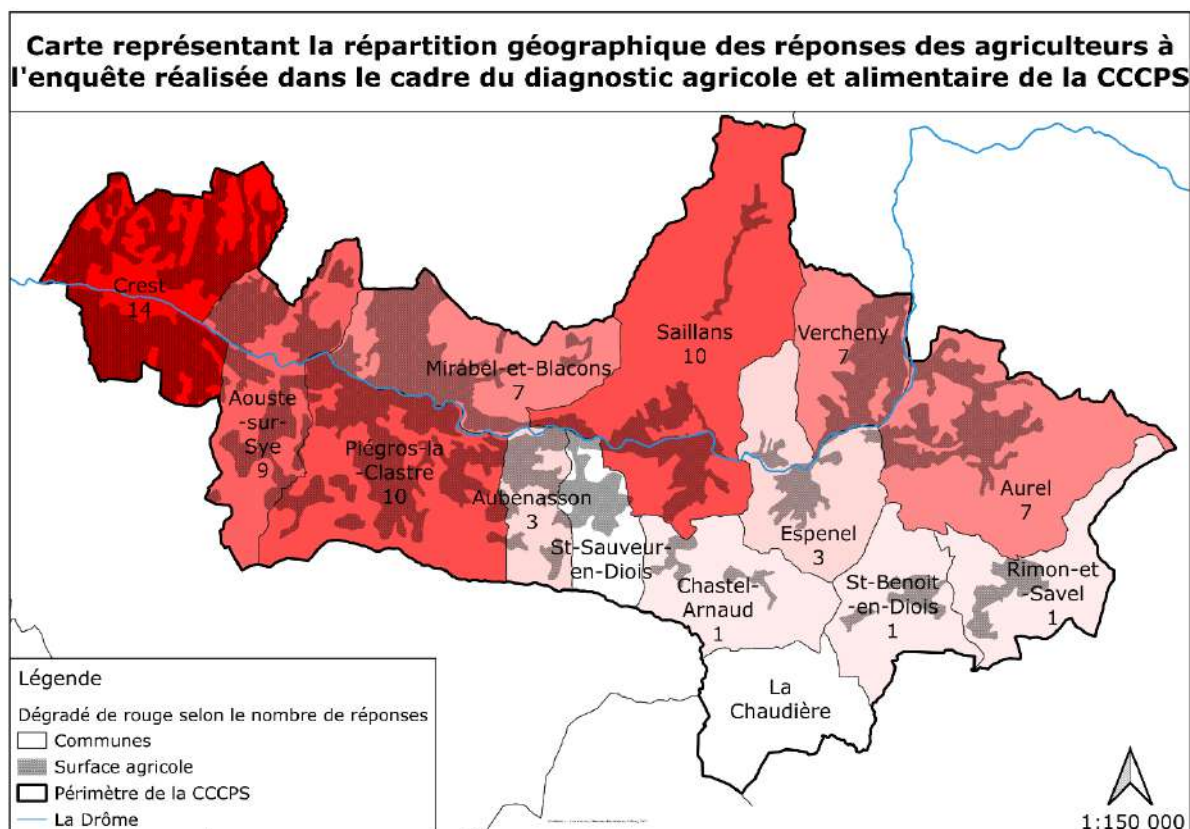 Carte représentant la répartition géographique des réponses des agriculteurs à
l'enquête réalisée dans le cadre du diagnostic agricole et alimentaire de la CCCPS
Crest
14
Aouste
-sur-
Sye
9
Mirabel-et-Blacons
7
Piégros-la
-Clastre
10
Saillans
10
Vercheny
7
Aubenasson
3
St-Sauveur-
en-Diois
Espenel
3
Aurel
7
Chastel-
Arnaud
1
St-Benoit
-en-Diois
1
Rimon-et
-Savel
1
La
Chaudière
Légende
Dégradé de rouge selon le nombre de réponses
Communes
Surface agricole
Périmètre de la CCCPS
La Drôme
1:150 000